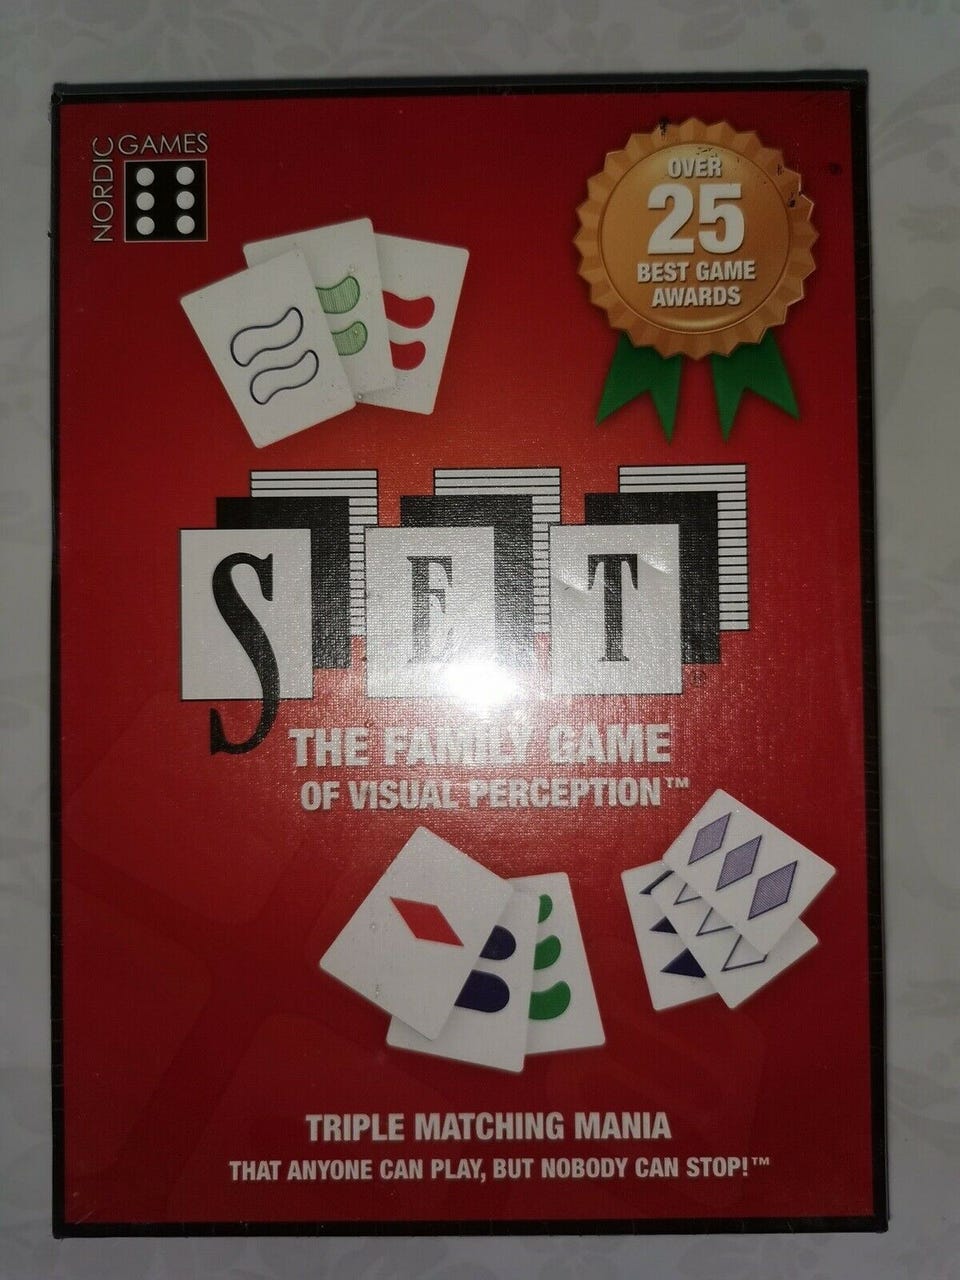 NORDIC GAMES
OVER
25
BEST GAME
AWARDS
SET®
THE FAMILY GAME
OF VISUAL PERCEPTION™
TRIPLE MATCHING MANIA
THAT ANYONE CAN PLAY, BUT NOBODY CAN STOP!™